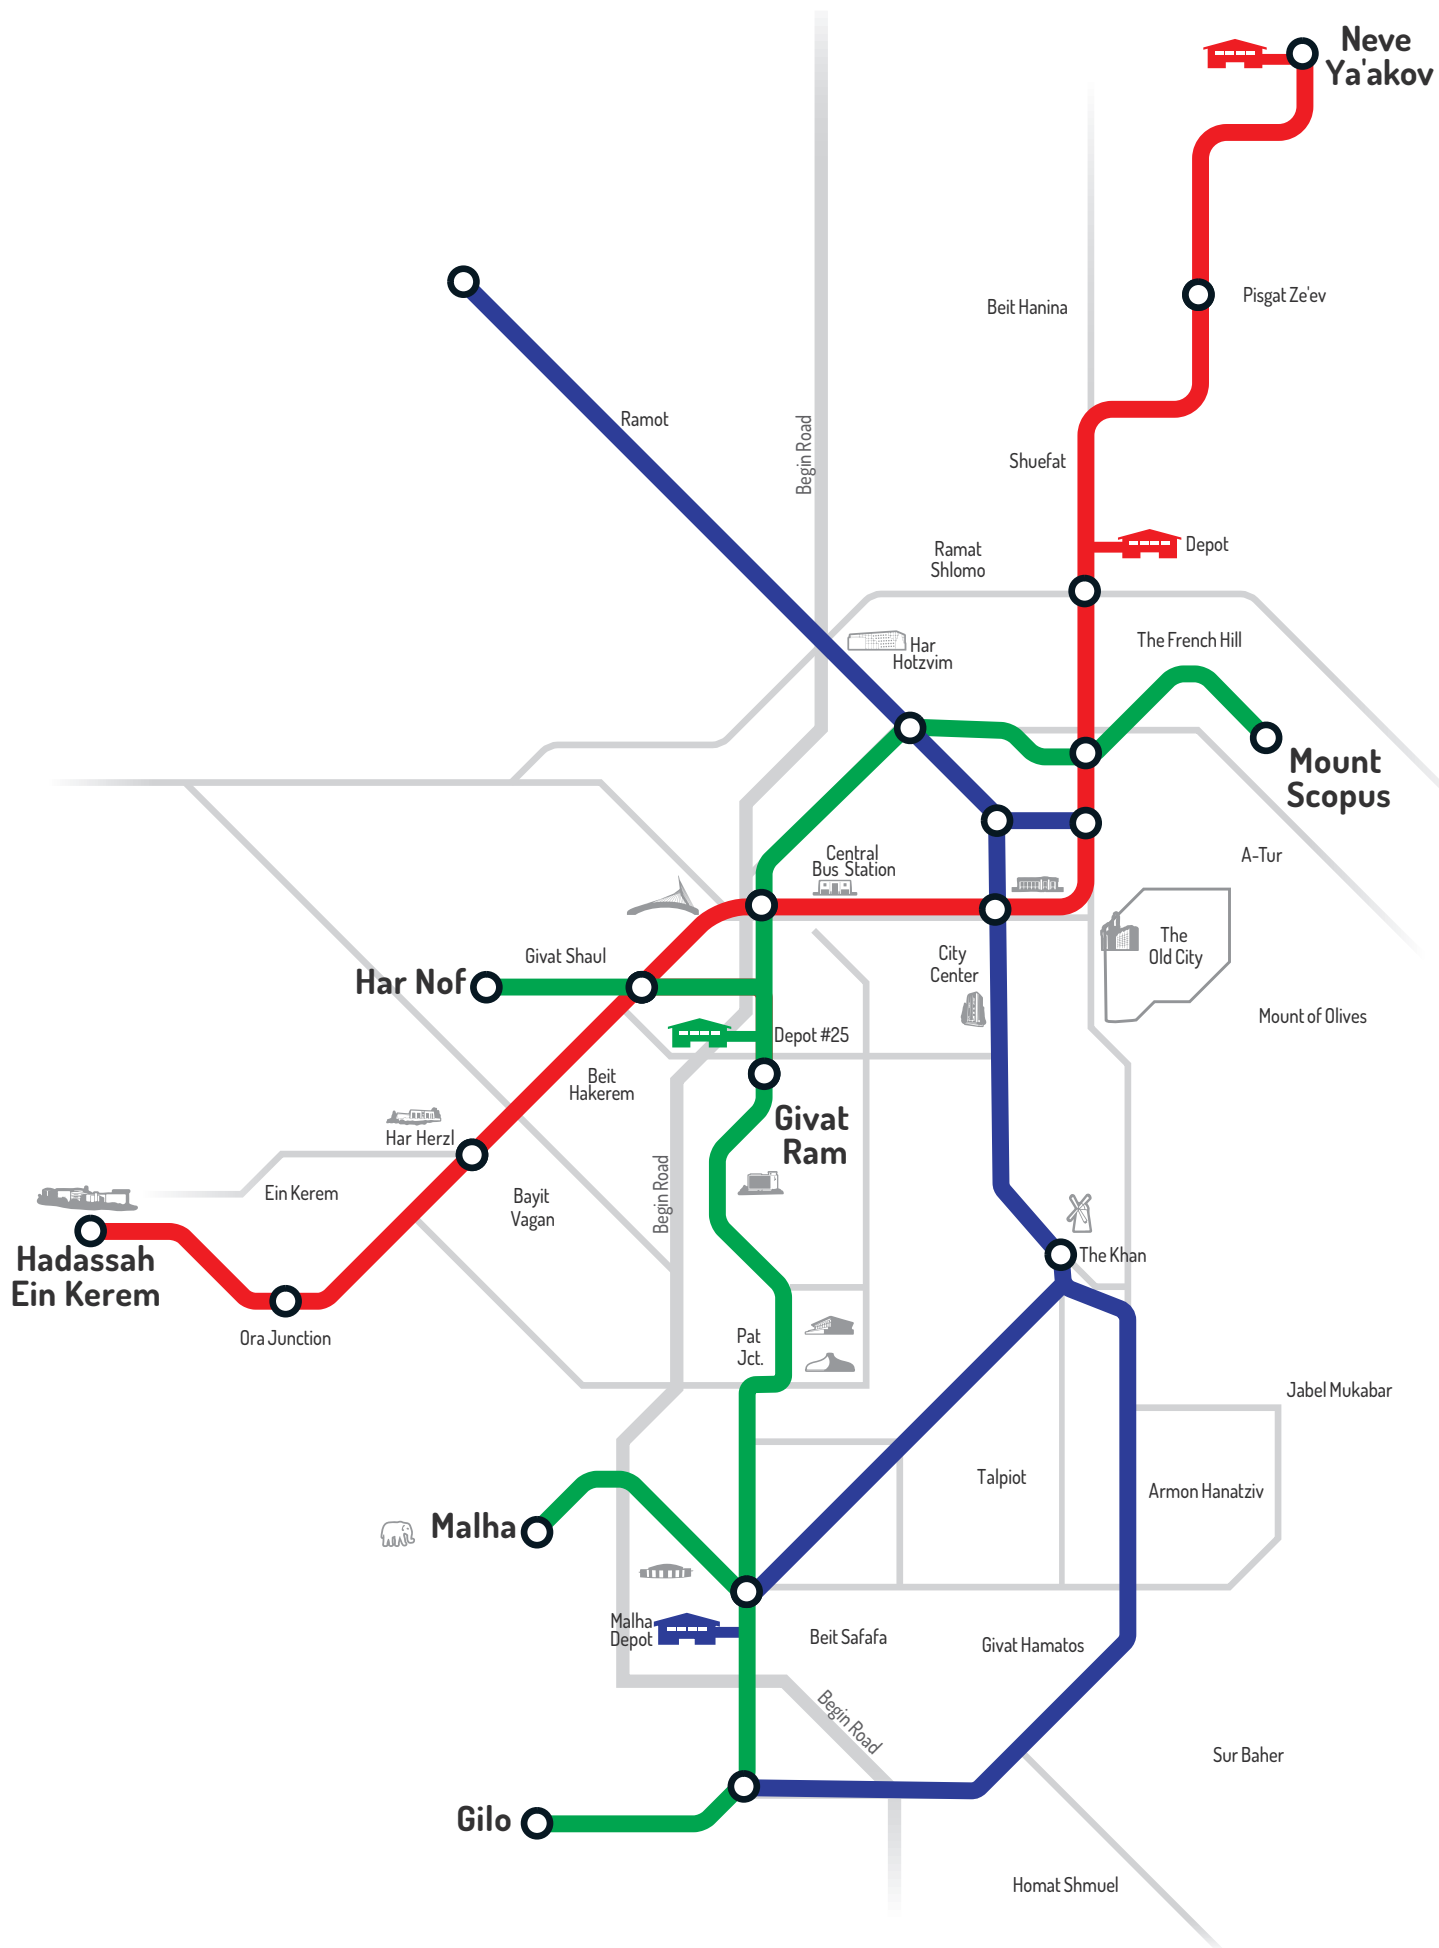 Neve
Ya'akov
Pisgat Ze'ev
Beit Hanina
Ramot
Begin Road
Shuefat
Depot
Ramat
Shlomo
The French Hill
Har
Hotzvim
Mount
Scopus
Central
Bus Station
A-Tur
The
Old City
City
Center
Givat Shaul
Har Nof
Mount of Olives
Depot #25
Beit
Hakerem
Givat
Ram
Har Herzl
Ein Kerem
Bayit
Vagan
Begin Road
Hadassah
Ein Kerem
The Khan
Ora Junction
Pat
Jct.
Jabel Mukabar
Talpiot
Armon Hanatziv
Malha
Malha
Depot
Beit Safafa
Givat Hamatos
Begin Road
Sur Baher
Gilo
Homat Shmuel